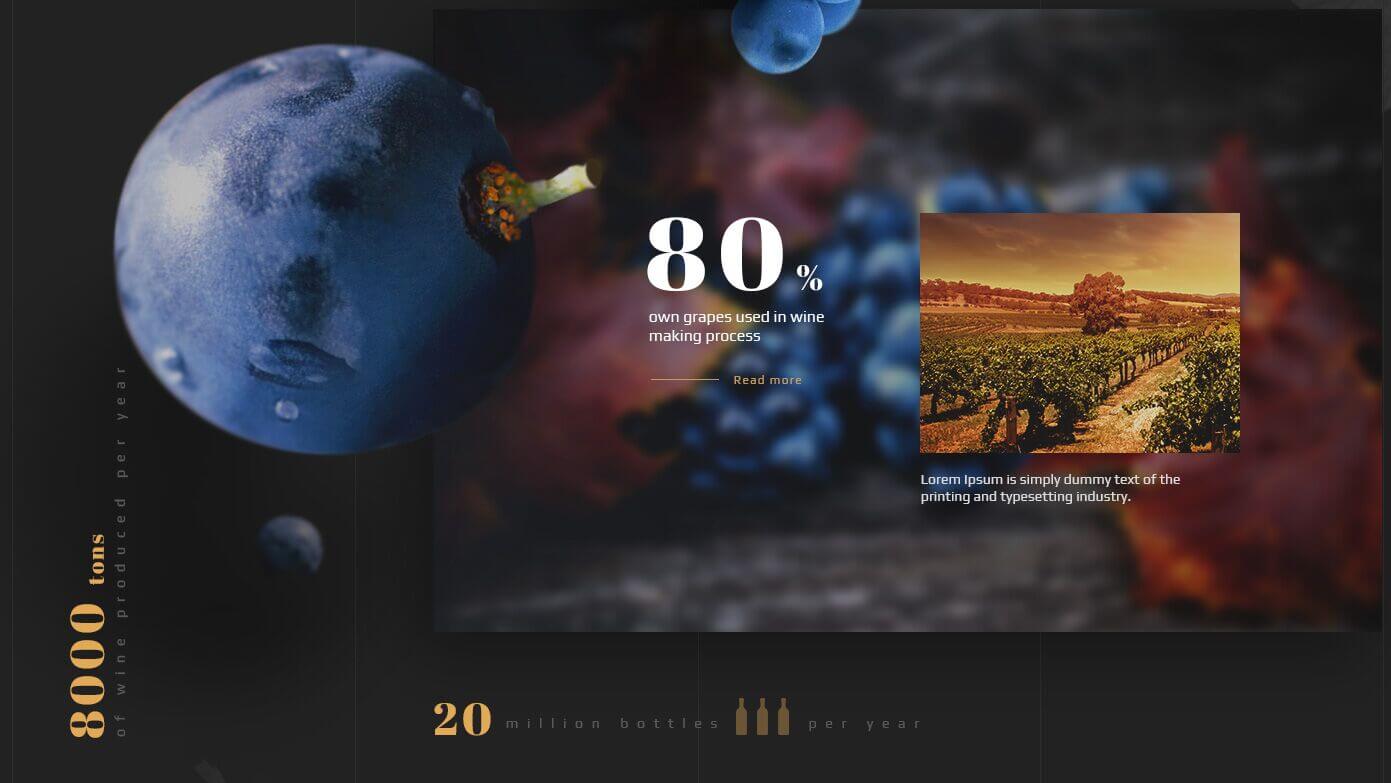 80 %
own grapes used in wine
making process
Read more
Lorem Ipsum is simply dummy text of the
printing and typesetting industry.
8000 tons
of wine produced per year
20 million bottles per year